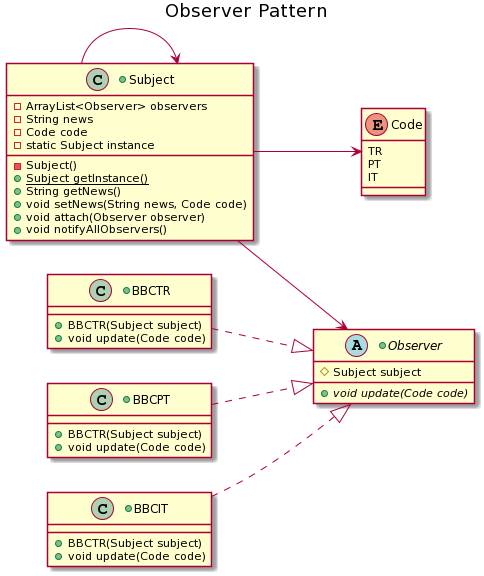 Observer Pattern
C Subject
ArrayList<Observer> observers
String news
Code code
static Subject instance
Subject()
Subject getInstance()
String getNews()
void setNews(String news, Code code)
void attach(Observer observer)
void notifyAllObservers()
E Code
TR
PT
IT
C BBCTR
BBCTR(Subject subject)
void update(Code code)
A Observer
Subject subject
void update(Code code)
C BBCPT
BBCTR(Subject subject)
void update(Code code)
C BBCIT
BBCTR(Subject subject)
void update(Code code)